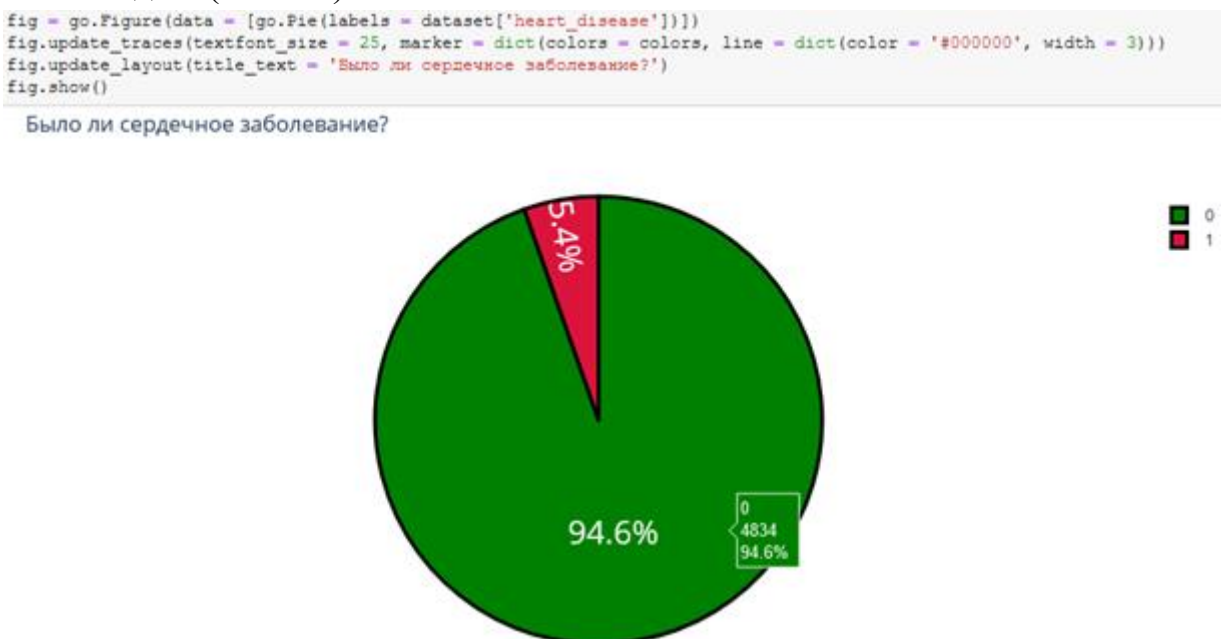 fig = go.Figure(data = [go.Pie(labels = dataset['heart_disease'])])
fig.update_traces(textfont_size = 25, marker = dict(colors = colors, line = dict(color = '#000000', width = 3)))
fig.update_layout(title_text = 'Было ли сердечное заболевание?')
fig.show()
Было ли сердечное заболевание?
0
1
5.4%
94.6%
0
4834
94.6%